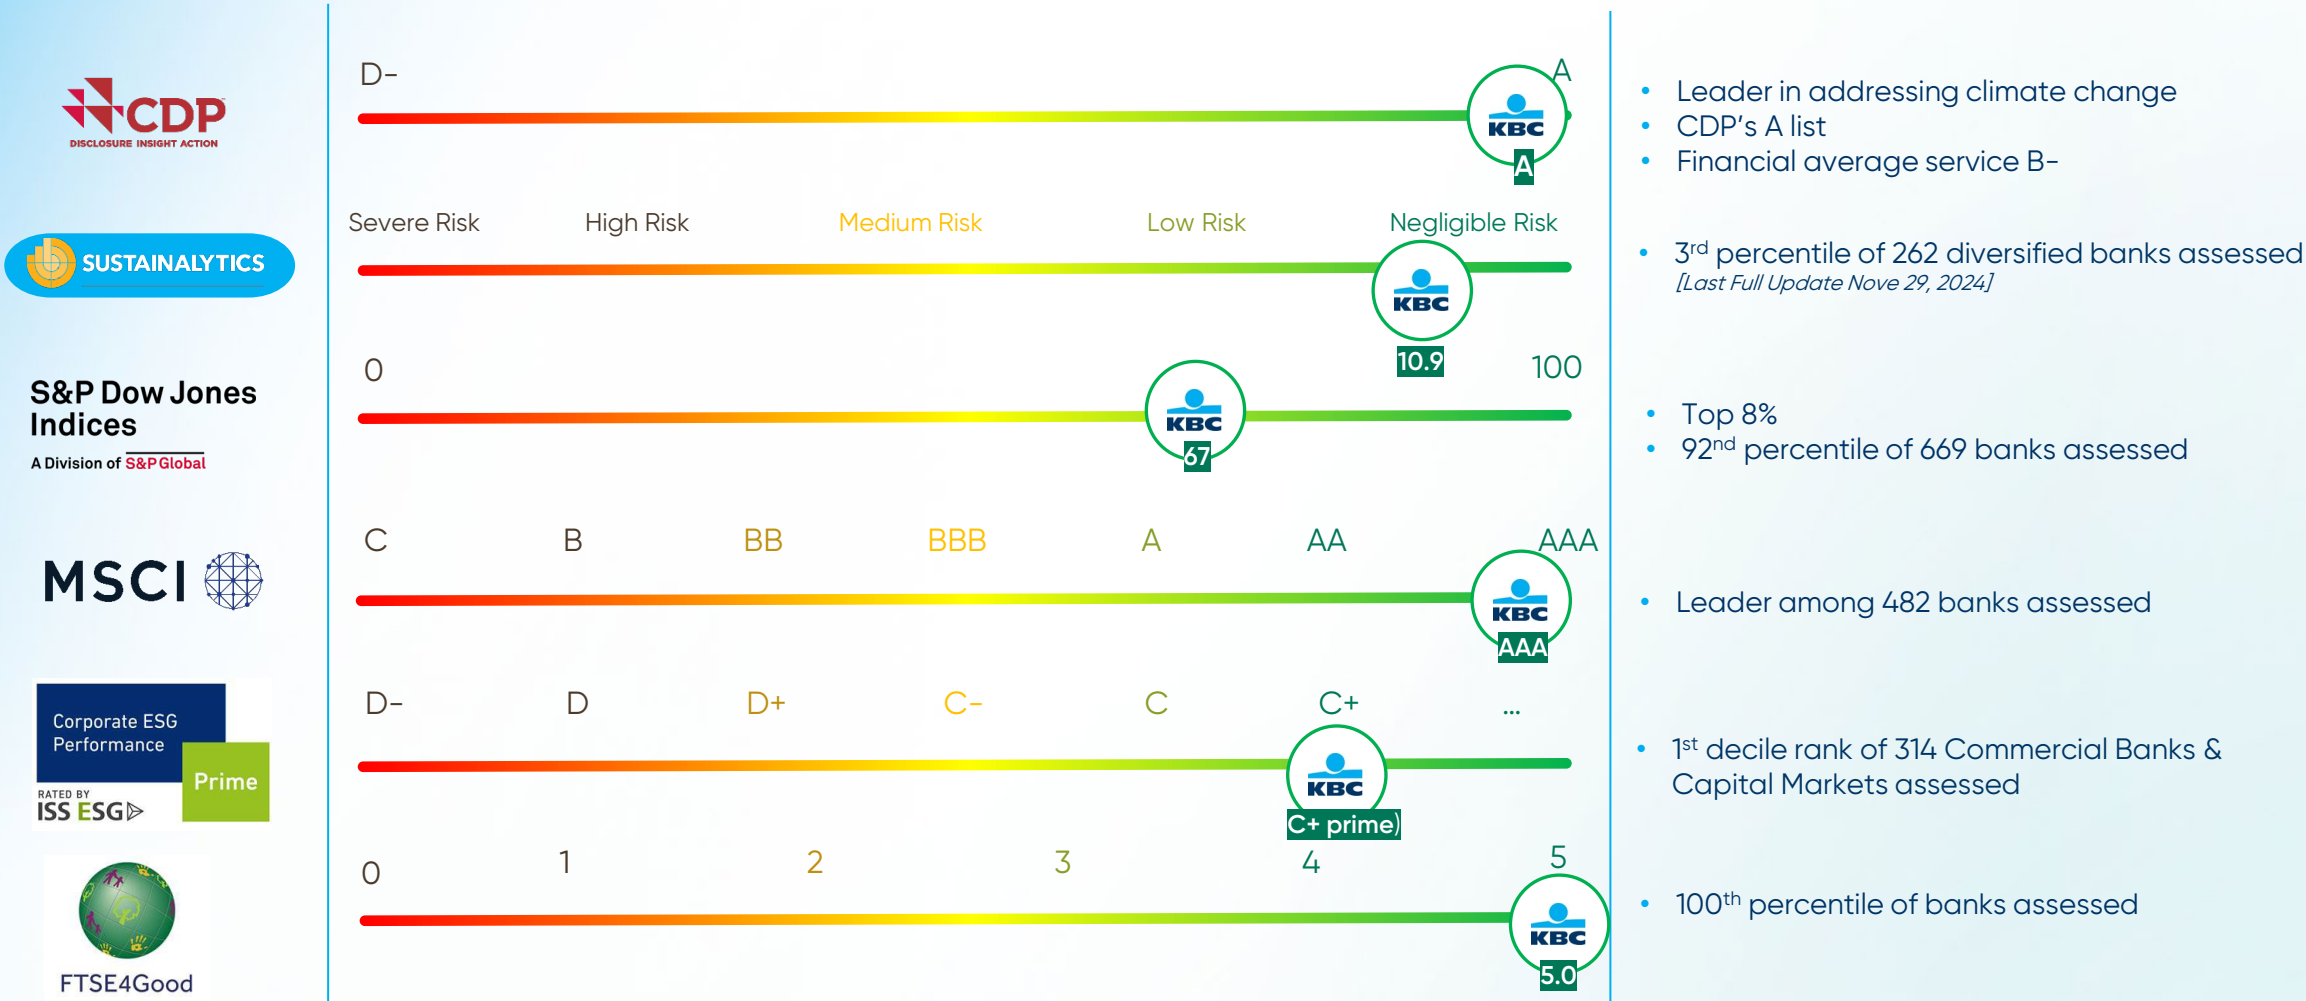 CDP
DISCLOSURE INSIGHT ACTION
D-
A
KBC
A
• Leader in addressing climate change
• CDP's A list
• Financial average service B-
SUSTAINALYTICS
Severe Risk High Risk Medium Risk Low Risk Negligible Risk
KBC
10.9
• 3rd percentile of 262 diversified banks assessed
[Last Full Update Nove 29, 2024]
S&P Dow Jones
Indices
A Division of S&P Global
0
100
KBC
67
• Top 8%
• 92nd percentile of 669 banks assessed
MSCI
C B BB BBB A AA AAA
KBC
AAA
• Leader among 482 banks assessed
Corporate ESG
Performance
Prime
RATED BY
ISS ESG
D- D D+ C- C C+ ...
KBC
C+ prime)
• 1st decile rank of 314 Commercial Banks &
Capital Markets assessed
FTSE4Good
0 1 2 3 4 5
KBC
5.0
• 100th percentile of banks assessed